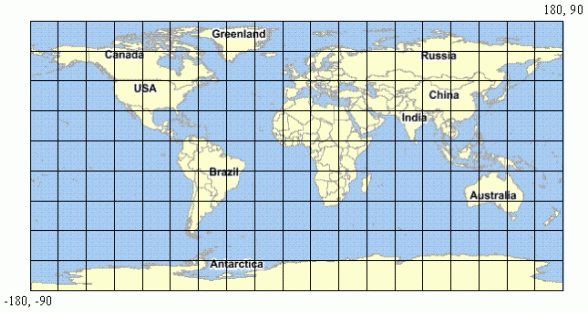 180, 90
Greenland
Canada
Russia
USA
China
India
Brazil
Australia
Antarctica
-180, -90